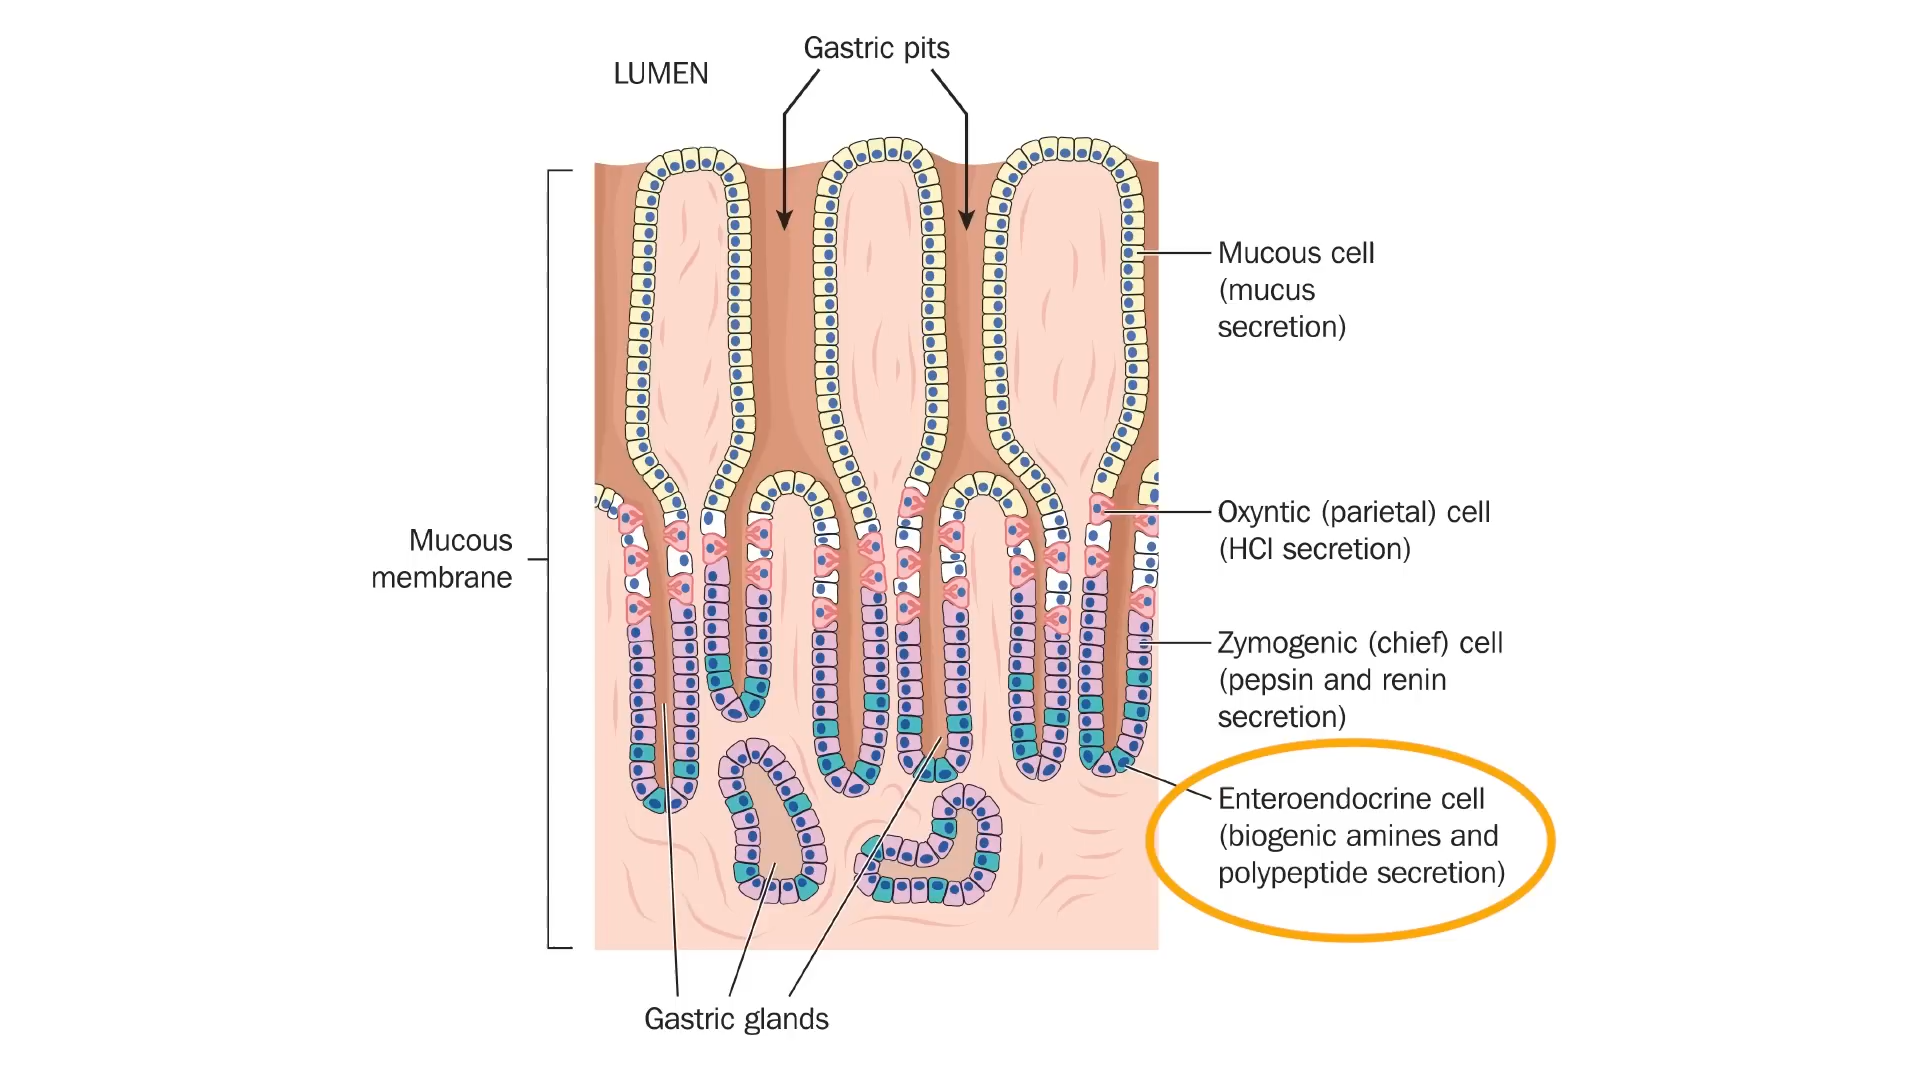 Gastric pits
LUMEN
Mucous cell
(mucus
secretion)
Oxyntic (parietal) cell
(HCl secretion)
Mucous
membrane
Zymogenic (chief) cell
(pepsin and renin
secretion)
Enteroendocrine cell
(biogenic amines and
polypeptide secretion)
Gastric glands